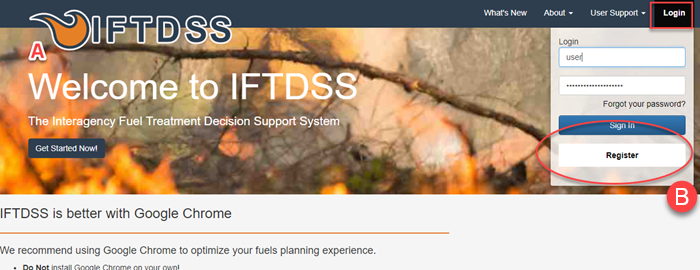 What's New About User Support Login
IFTDSS
A
Login
user
Welcome to IFTDSS
Forgot your password?
The Interagency Fuel Treatment Decision Support System
Sign In
Get Started Now!
Register
B
IFTDSS is better with Google Chrome
We recommend using Google Chrome to optimize your fuels planning experience.
• Do Not install Google Chrome on your own!